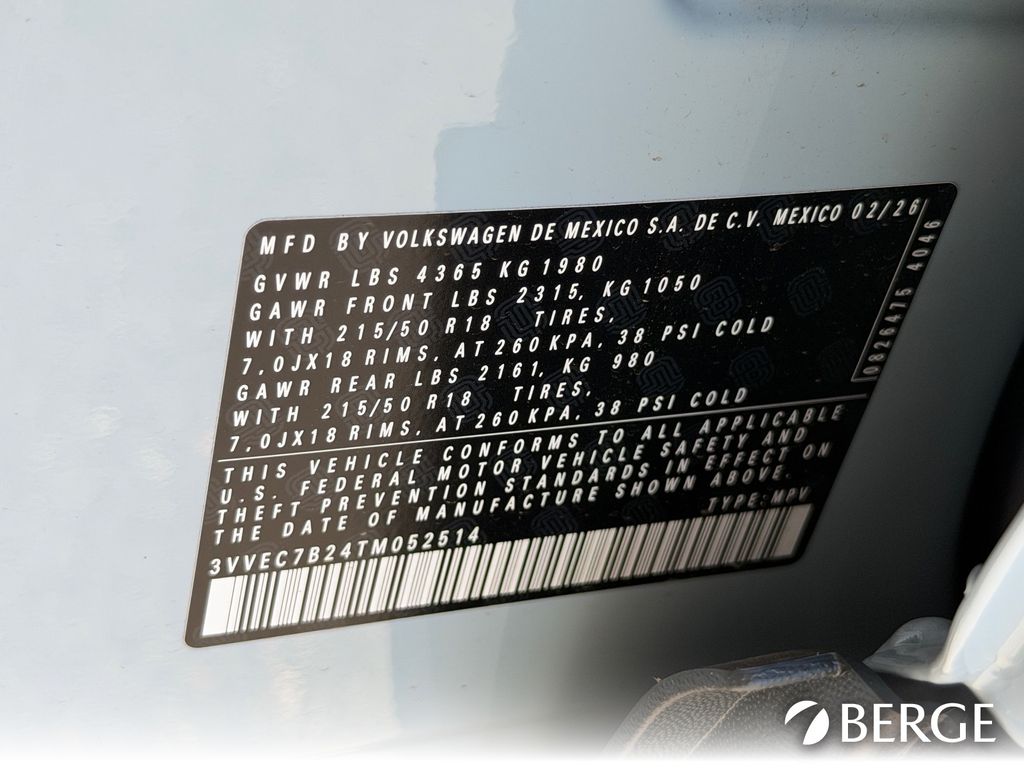 MFD BY VOLKSWAGEN DE MEXICO S.A. DE C.V. MEXICO 02/26
GVWR LBS 4365 KG 1980
GAWR FRONT LBS 2315, KG 1050
WITH 215/50 R18 TIRES,
7,0JX18 RIMS, AT 260 KPA, 38 PSI COLD
GAWR REAR LBS 2161, KG 980
WITH 215/50 R18 TIRES,
7,0JX18 RIMS, AT 260 KPA, 38 PSI COLD
0826475 4046
THIS VEHICLE CONFORMS TO ALL APPLICABLE
U.S. FEDERAL MOTOR VEHICLE SAFETY AND
THEFT PREVENTION STANDARDS IN EFFECT ON
THE DATE OF MANUFACTURE SHOWN ABOVE.
3VVEC7B24TM052514 TYPE: MPV
BERGE